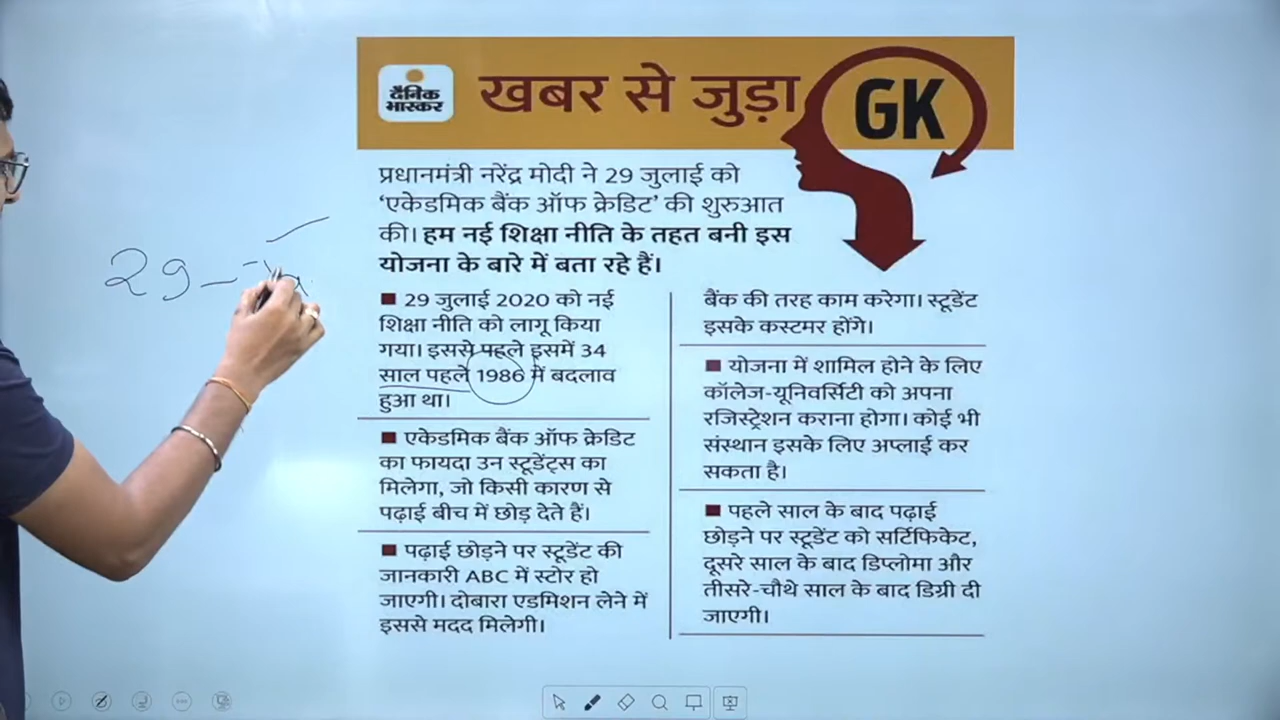 दैनिक
भास्कर
खबर से जुड़ा GK
प्रधानमंत्री नरेंद्र मोदी ने 29 जुलाई को
‘एकेडमिक बैंक ऑफ क्रेडिट’ की शुरुआत
की। हम नई शिक्षा नीति के तहत बनी इस
योजना के बारे में बता रहे हैं।
■ 29 जुलाई 2020 को नई
शिक्षा नीति को लागू किया
गया। इससे पहले इसमें 34
साल पहले 1986 में बदलाव
हुआ था।
■ एकेडमिक बैंक ऑफ क्रेडिट
का फायदा उन स्टूडेंट्स का
मिलेगा, जो किसी कारण से
पढ़ाई बीच में छोड़ देते हैं।
■ पढ़ाई छोड़ने पर स्टूडेंट की
जानकारी ABC में स्टोर हो
जाएगी। दोबारा एडमिशन लेने में
इससे मदद मिलेगी।
बैंक की तरह काम करेगा। स्टूडेंट
इसके कस्टमर होंगे।
■ योजना में शामिल होने के लिए
कॉलेज-यूनिवर्सिटी को अपना
रजिस्ट्रेशन कराना होगा। कोई भी
संस्थान इसके लिए अप्लाई कर
सकता है।
■ पहले साल के बाद पढ़ाई
छोड़ने पर स्टूडेंट को सर्टिफिकेट,
दूसरे साल के बाद डिप्लोमा और
तीसरे-चौथे साल के बाद डिग्री दी
जाएगी।
29